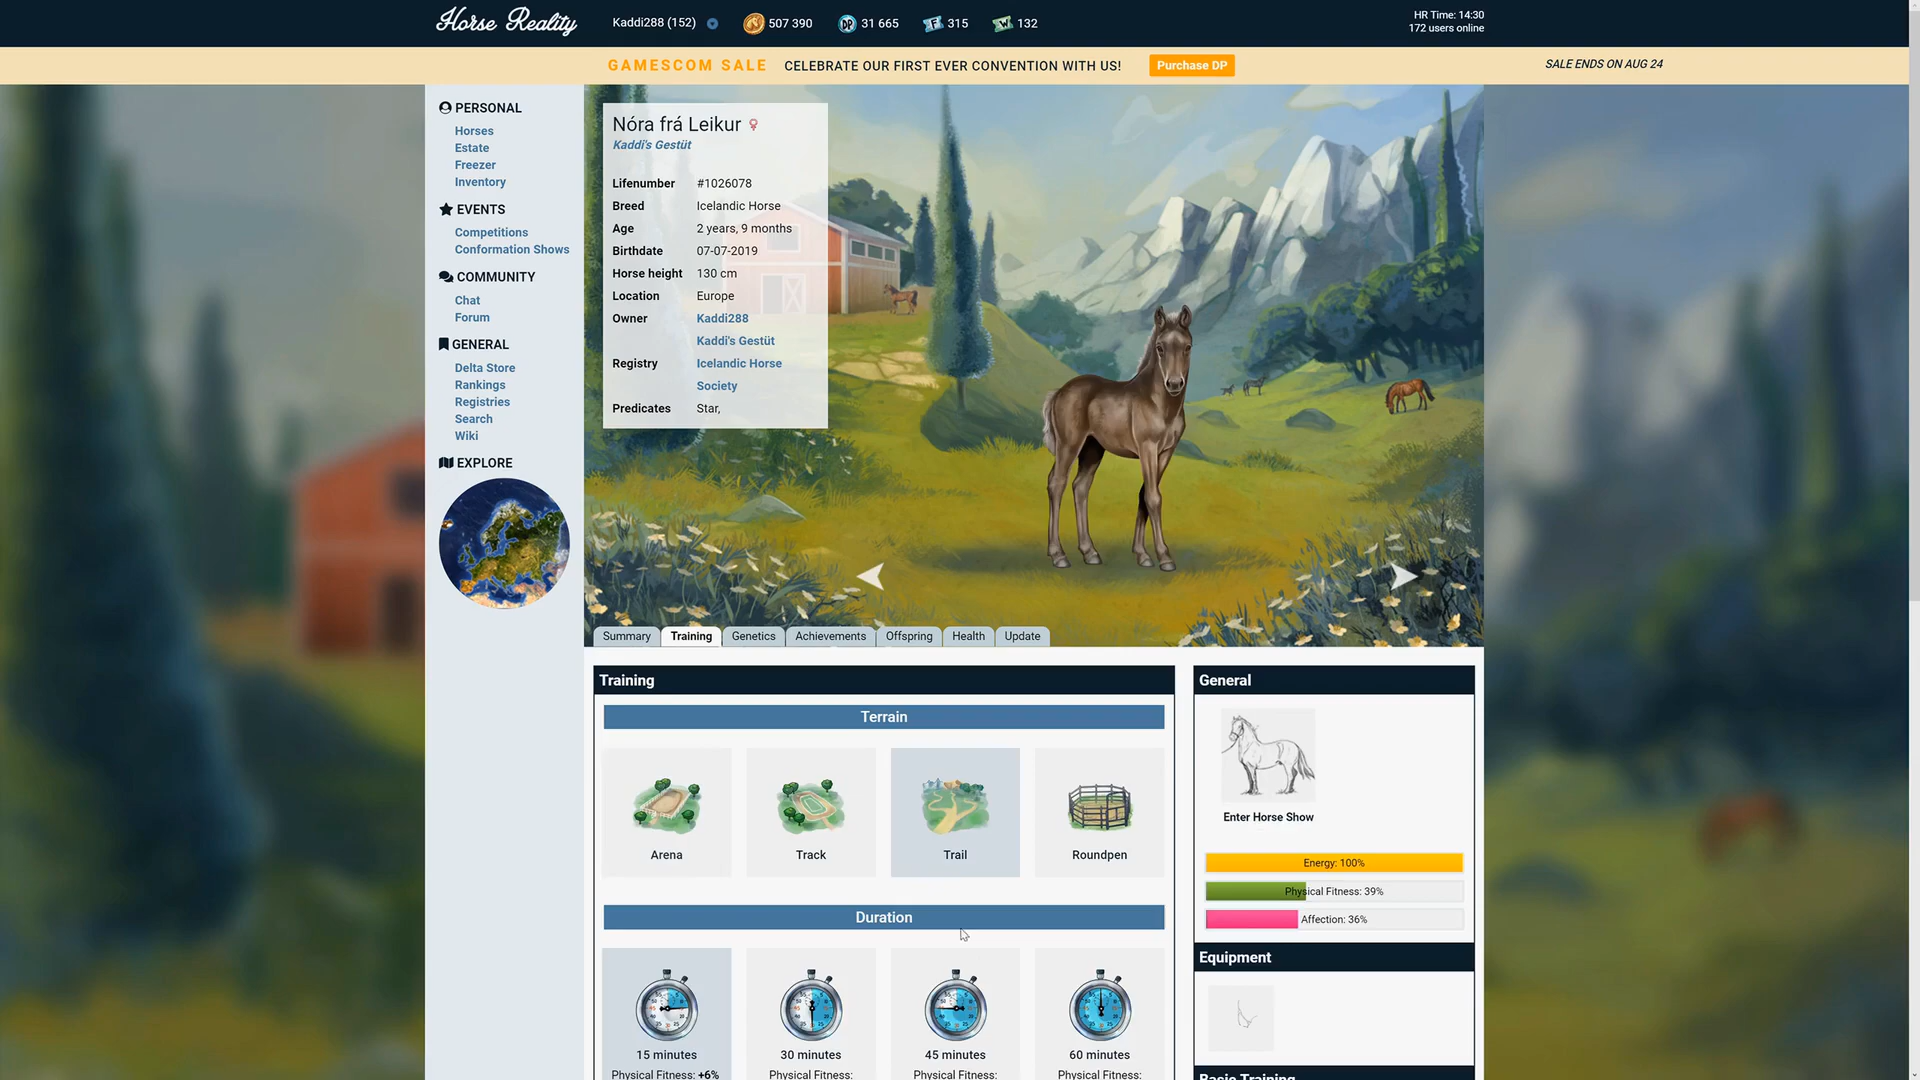 Horse Reality
Kaddi288 (152)
507 390
DP
31 665
F
315
W
132
HR Time: 14:30
172 users online
GAMESCOM SALE
CELEBRATE OUR FIRST EVER CONVENTION WITH US!
Purchase DP
SALE ENDS ON AUG 24
PERSONAL
Horses
Estate
Freezer
Inventory
EVENTS
Competitions
Conformation Shows
COMMUNITY
Chat
Forum
GENERAL
Delta Store
Rankings
Registries
Search
Wiki
EXPLORE
Nóra frá Leikur
Kaddi's Gestüt
Lifenumber #1026078
Breed Icelandic Horse
Age 2 years, 9 months
Birthdate 07-07-2019
Horse height 130 cm
Location Europe
Owner Kaddi288
Kaddi's Gestüt
Registry Icelandic Horse
Society
Predicates Star,
Summary Training Genetics Achievements Offspring Health Update
Training
Terrain
Arena Track Trail Roundpen
Duration
15 minutes 30 minutes 45 minutes 60 minutes
Physical Fitness: +6% Physical Fitness: Physical Fitness: Physical Fitness:
General
Enter Horse Show
Energy: 100%
Physical Fitness: 39%
Affection: 36%
Equipment
Basic Training